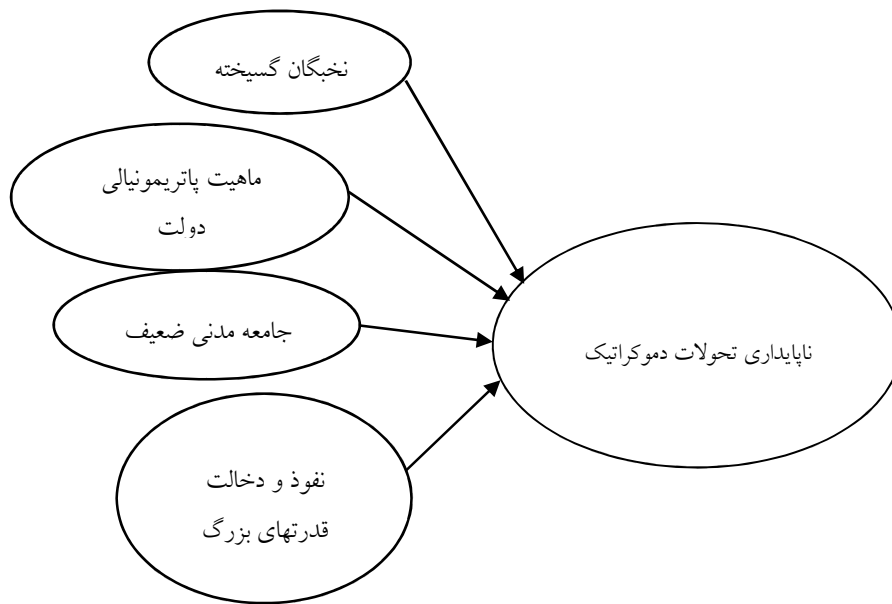 نخبگان گسیخته
ماهیت پاتریمونیالی
دولت
جامعه مدنی ضعیف
ناپایداری تحولات دموکراتیک
نفوذ و دخالت
قدرتهای بزرگ